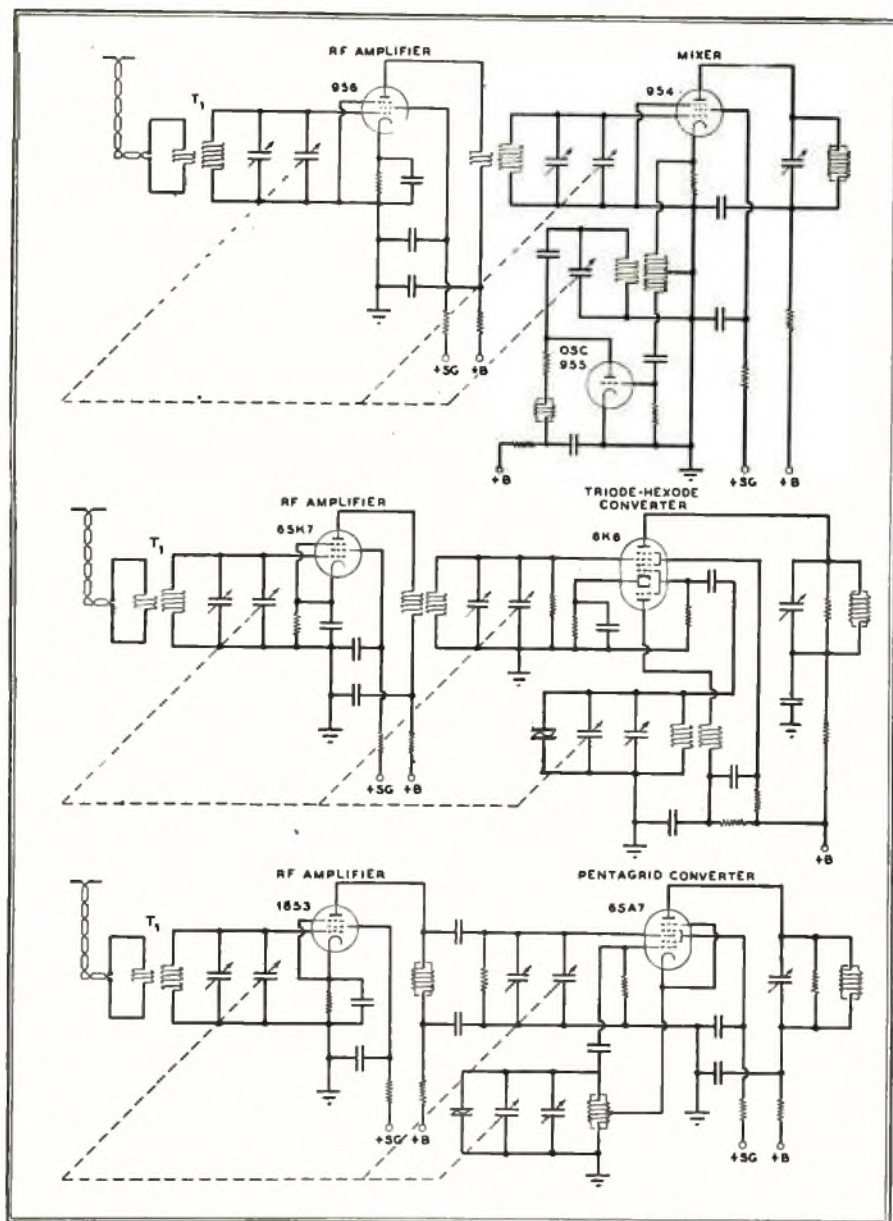 RF AMPLIFIER
MIXER
956
954
T1
OSC
955
+SG
+B
+B
+SG
+B
RF AMPLIFIER
TRIODE-HEXODE
CONVERTER
6SK7
6K8
T1
+SG
+B
+B
RF AMPLIFIER
PENTAGRID CONVERTER
1853
6SA7
T1
+SG
+B
+SG
+B